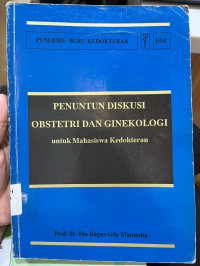 PENERBIT BUKU KEDOKTERAN EGC
PENUNTUN DISKUSI
OBSTETRI DAN GINEKOLOGI
untuk Mahasiswa Kedokteran
Prof. dr. Ida Bagus Gde Manuaba